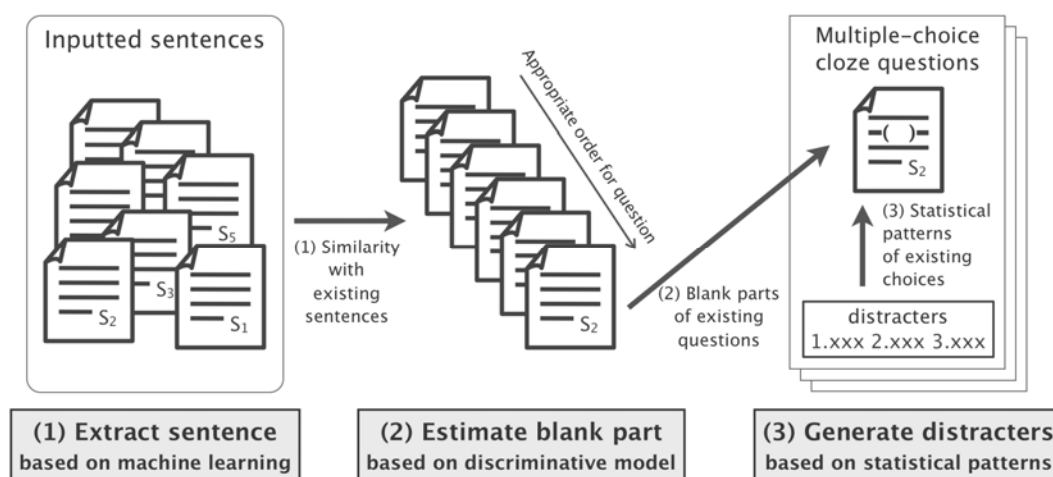 Inputted sentences
S5
S3
S2
S1
(1) Similarity
with
existing
sentences
Appropriate order for question
S2
(2) Blank parts
of existing
questions
Multiple-choice
cloze questions
( )
S2
(3) Statistical
patterns
of existing
choices
distracters
1.xxx 2.xxx 3.xxx
(1) Extract sentence
based on machine learning
(2) Estimate blank part
based on discriminative model
(3) Generate distracters
based on statistical patterns